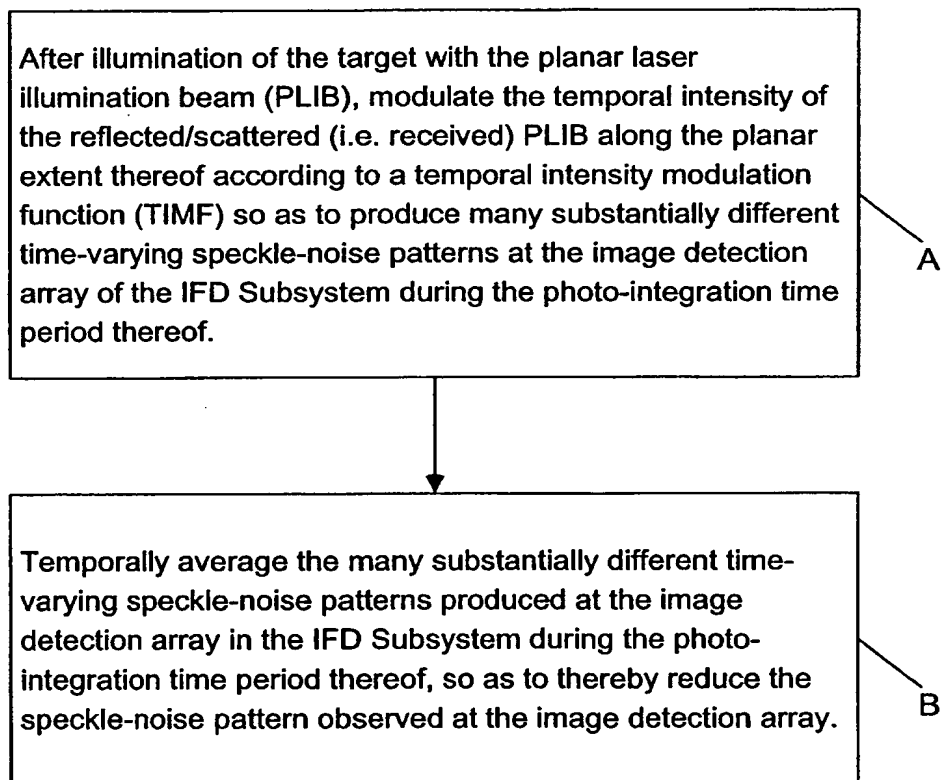 After illumination of the target with the planar laser
illumination beam (PLIB), modulate the temporal intensity of
the reflected/scattered (i.e. received) PLIB along the planar
extent thereof according to a temporal intensity modulation
function (TIMF) so as to produce many substantially different
time-varying speckle-noise patterns at the image detection
array of the IFD Subsystem during the photo-integration time
period thereof.
A
Temporally average the many substantially different time-
varying speckle-noise patterns produced at the image
detection array in the IFD Subsystem during the photo-
integration time period thereof, so as to thereby reduce the
speckle-noise pattern observed at the image detection array.
B